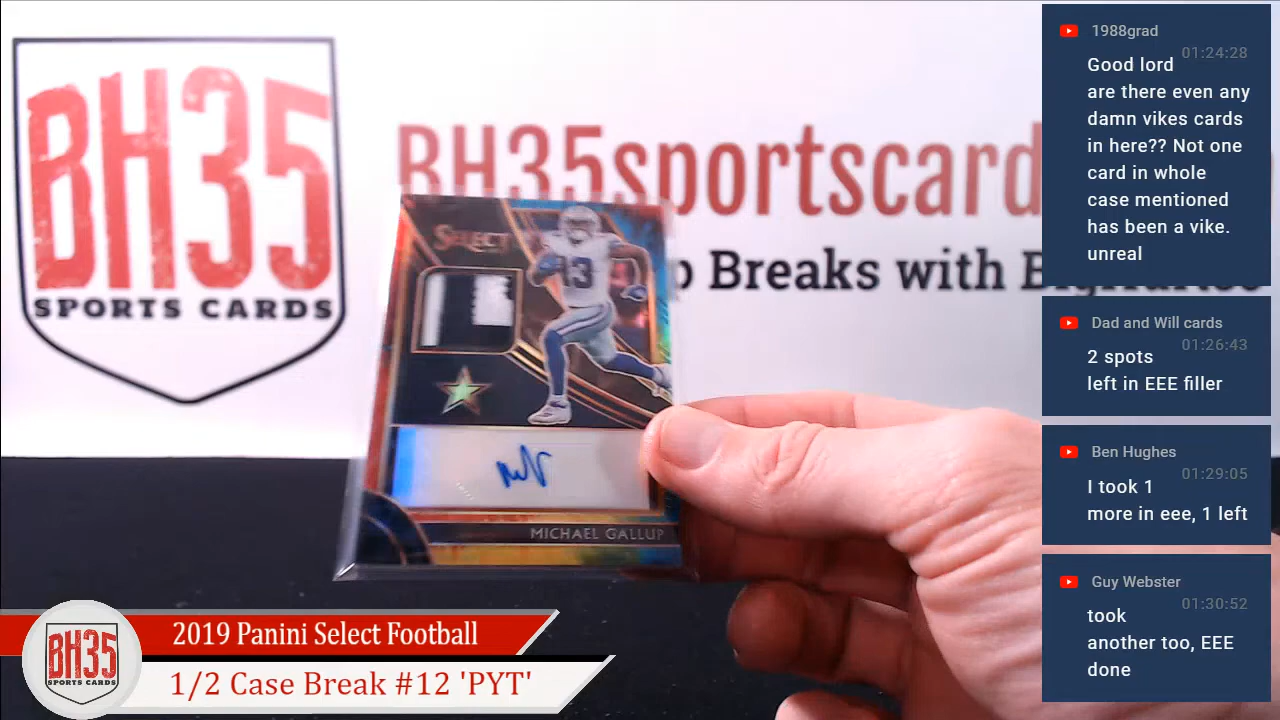 BH35
SPORTS CARDS
BH35sportscard
p Breaks with
SELECT
13
MICHAEL GALLUP
BH35
SPORTS CARDS
2019 Panini Select Football
1/2 Case Break #12 'PYT'
1988grad
01:24:28
Good lord
are there even any
damn vikes cards
in here?? Not one
card in whole
case mentioned
has been a vike.
unreal
Dad and Will cards
01:26:43
2 spots
left in EEE filler
Ben Hughes
01:29:05
I took 1
more in eee, 1 left
Guy Webster
01:30:52
took
another too, EEE
done